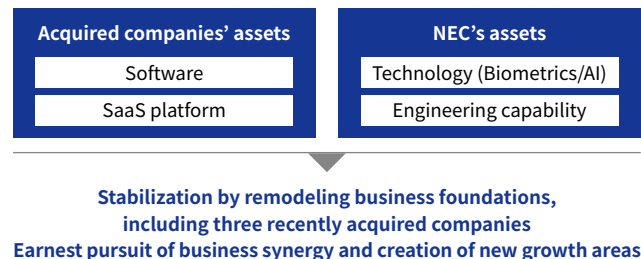 Acquired companies’ assets
Software
SaaS platform
NEC’s assets
Technology (Biometrics/AI)
Engineering capability
Stabilization by remodeling business foundations,
including three recently acquired companies
Earnest pursuit of business synergy and creation of new growth areas